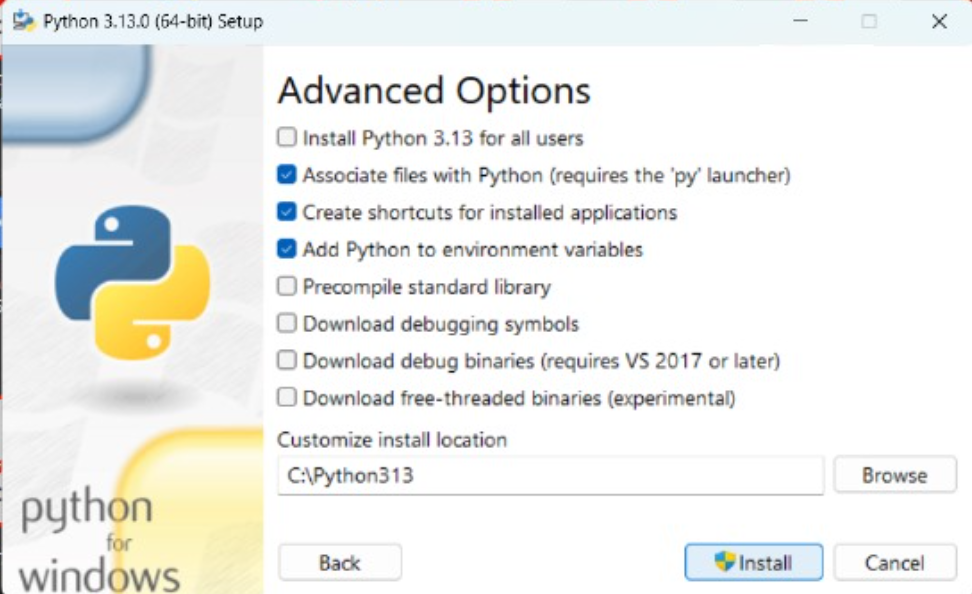 Python 3.13.0 (64-bit) Setup
Advanced Options
Install Python 3.13 for all users
Associate files with Python (requires the 'py' launcher)
Create shortcuts for installed applications
Add Python to environment variables
Precompile standard library
Download debugging symbols
Download debug binaries (requires VS 2017 or later)
Download free-threaded binaries (experimental)
Customize install location
C:\Python313
Browse
python
for
windows
Back
Install
Cancel